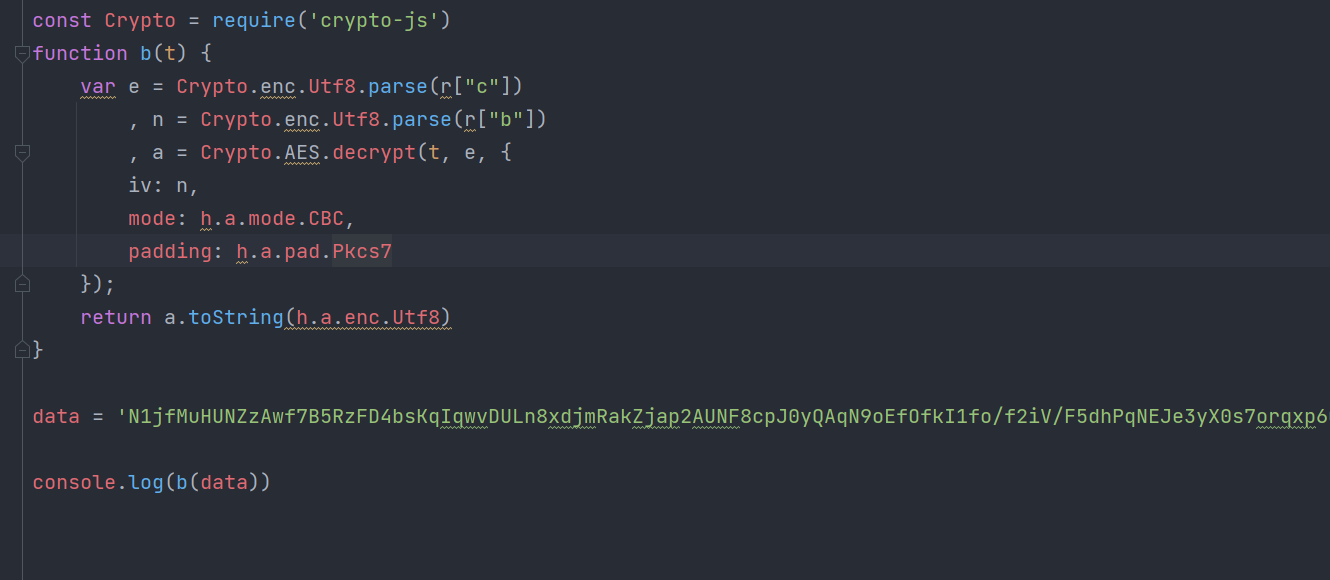 const Crypto = require('crypto-js')
function b(t) {
    var e = Crypto.enc.Utf8.parse(r["c"])
        , n = Crypto.enc.Utf8.parse(r["b"])
        , a = Crypto.AES.decrypt(t, e, {
        iv: n,
        mode: h.a.mode.CBC,
        padding: h.a.pad.Pkcs7
    });
    return a.toString(h.a.enc.Utf8)
}
data = 'N1jfMuHUNZzAwf7B5RzFD4bsKqIqwvDULn8xdjmRakZjap2AUNF8cpJ0yQAqN9oEfOfkI1fo/f2iV/F5dhPqNEJe3yX0s7orqxp6
console.log(b(data))